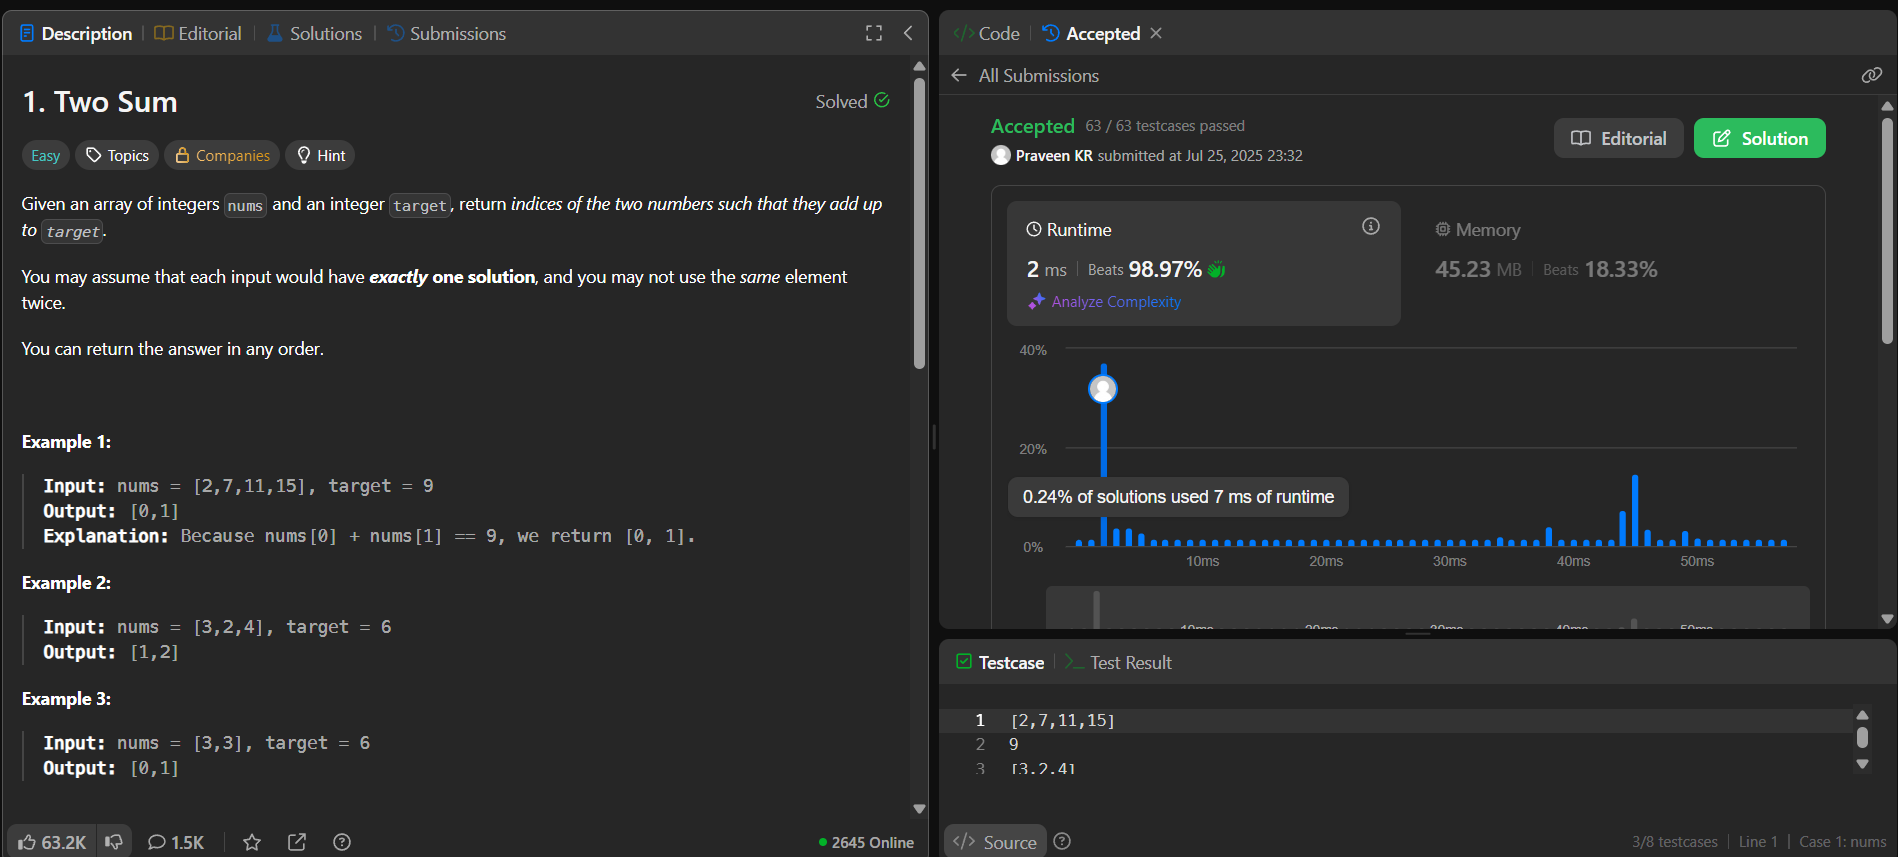 Description
Editorial
Solutions
Submissions
1. Two Sum
Solved
Easy
Topics
Companies
Hint
Given an array of integers nums and an integer target, return indices of the two numbers such that they add up
to target.
You may assume that each input would have exactly one solution, and you may not use the same element
twice.
You can return the answer in any order.
Example 1:
Input: nums = [2,7,11,15], target = 9
Output: [0,1]
Explanation: Because nums[0] + nums[1] == 9, we return [0, 1].
Example 2:
Input: nums = [3,2,4], target = 6
Output: [1,2]
Example 3:
Input: nums = [3,3], target = 6
Output: [0,1]
63.2K
1.5K
2645 Online
</> Code
Accepted
All Submissions
Accepted 63 / 63 testcases passed
Praveen KR submitted at Jul 25, 2025 23:32
Editorial
Solution
Runtime
2 ms
Beats 98.97%
Analyze Complexity
Memory
45.23 MB
Beats 18.33%
40%
20%
0.24% of solutions used 7 ms of runtime
0%
10ms
20ms
30ms
40ms
50ms
10ms
20ms
30ms
40ms
50ms
Testcase
Test Result
1 [2,7,11,15]
2 9
3 [3,2,4]
</> Source
3/8 testcases
Line 1
Case 1: nums